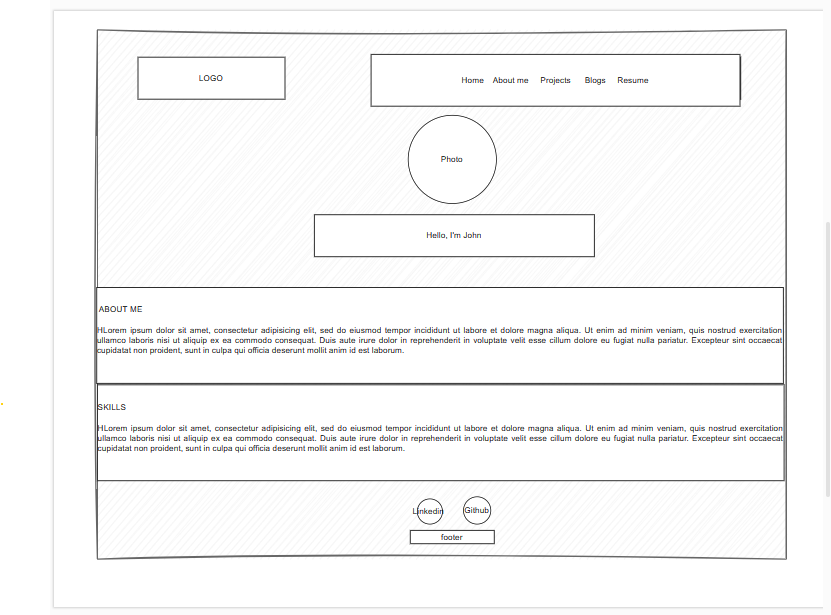 LOGO
Home About me Projects Blogs Resume
Photo
Hello, I'm John
ABOUT ME
HLorem ipsum dolor sit amet, consectetur adipisicing elit, sed do eiusmod tempor incididunt ut labore et dolore magna aliqua. Ut enim ad minim veniam, quis nostrud exercitation
ullamco laboris nisi ut aliquip ex ea commodo consequat. Duis aute irure dolor in reprehenderit in voluptate velit esse cillum dolore eu fugiat nulla pariatur. Excepteur sint occaecat
cupidatat non proident, sunt in culpa qui officia deserunt mollit anim id est laborum.
SKILLS
HLorem ipsum dolor sit amet, consectetur adipisicing elit, sed do eiusmod tempor incididunt ut labore et dolore magna aliqua. Ut enim ad minim veniam, quis nostrud exercitation
ullamco laboris nisi ut aliquip ex ea commodo consequat. Duis aute irure dolor in reprehenderit in voluptate velit esse cillum dolore eu fugiat nulla pariatur. Excepteur sint occaecat
cupidatat non proident, sunt in culpa qui officia deserunt mollit anim id est laborum.
Linkedin Github
footer